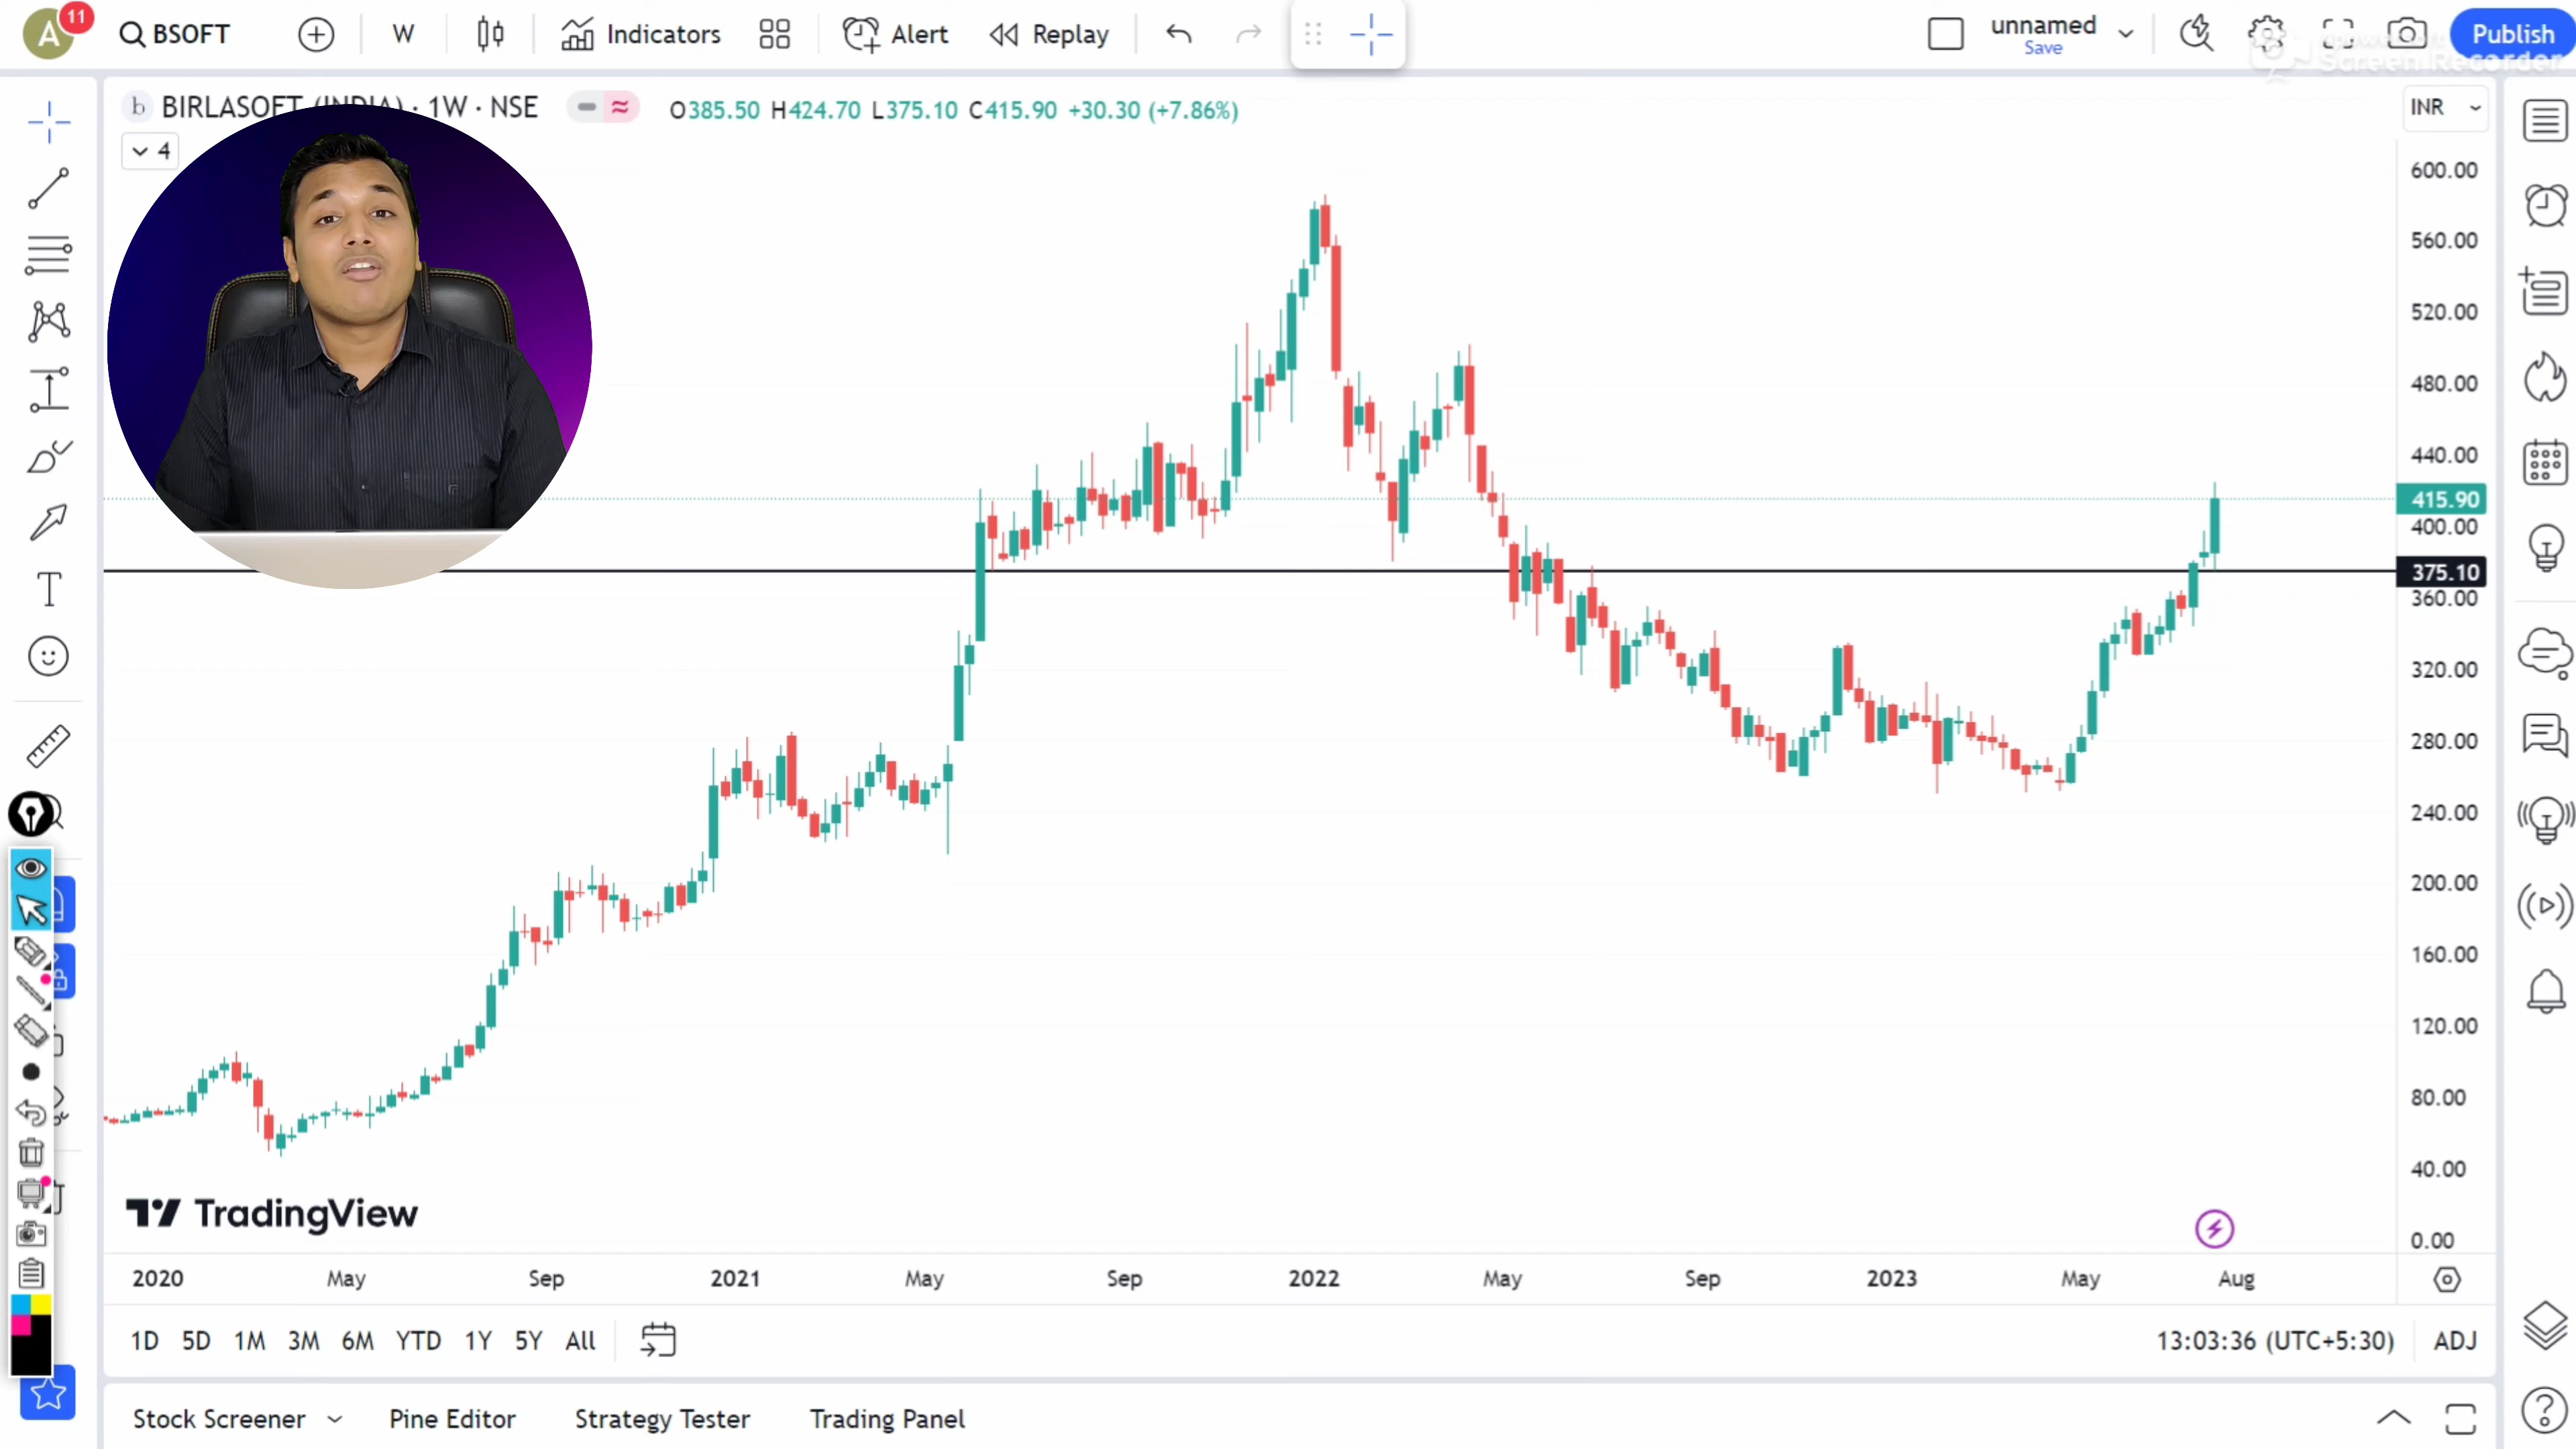 A 11 BSOFT W Indicators Alert Replay unnamed Save Publish
Screen Recorder
b BIRLASOFT (INDIA) · 1W · NSE O385.50 H424.70 L375.10 C415.90 +30.30 (+7.86%) INR
4
600.00
560.00
520.00
480.00
440.00
415.90
400.00
375.10
360.00
320.00
280.00
240.00
200.00
160.00
120.00
80.00
40.00
0.00
TradingView
2020 May Sep 2021 May Sep 2022 May Sep 2023 May Aug
1D 5D 1M 3M 6M YTD 1Y 5Y All 13:03:36 (UTC+5:30) ADJ
Stock Screener Pine Editor Strategy Tester Trading Panel